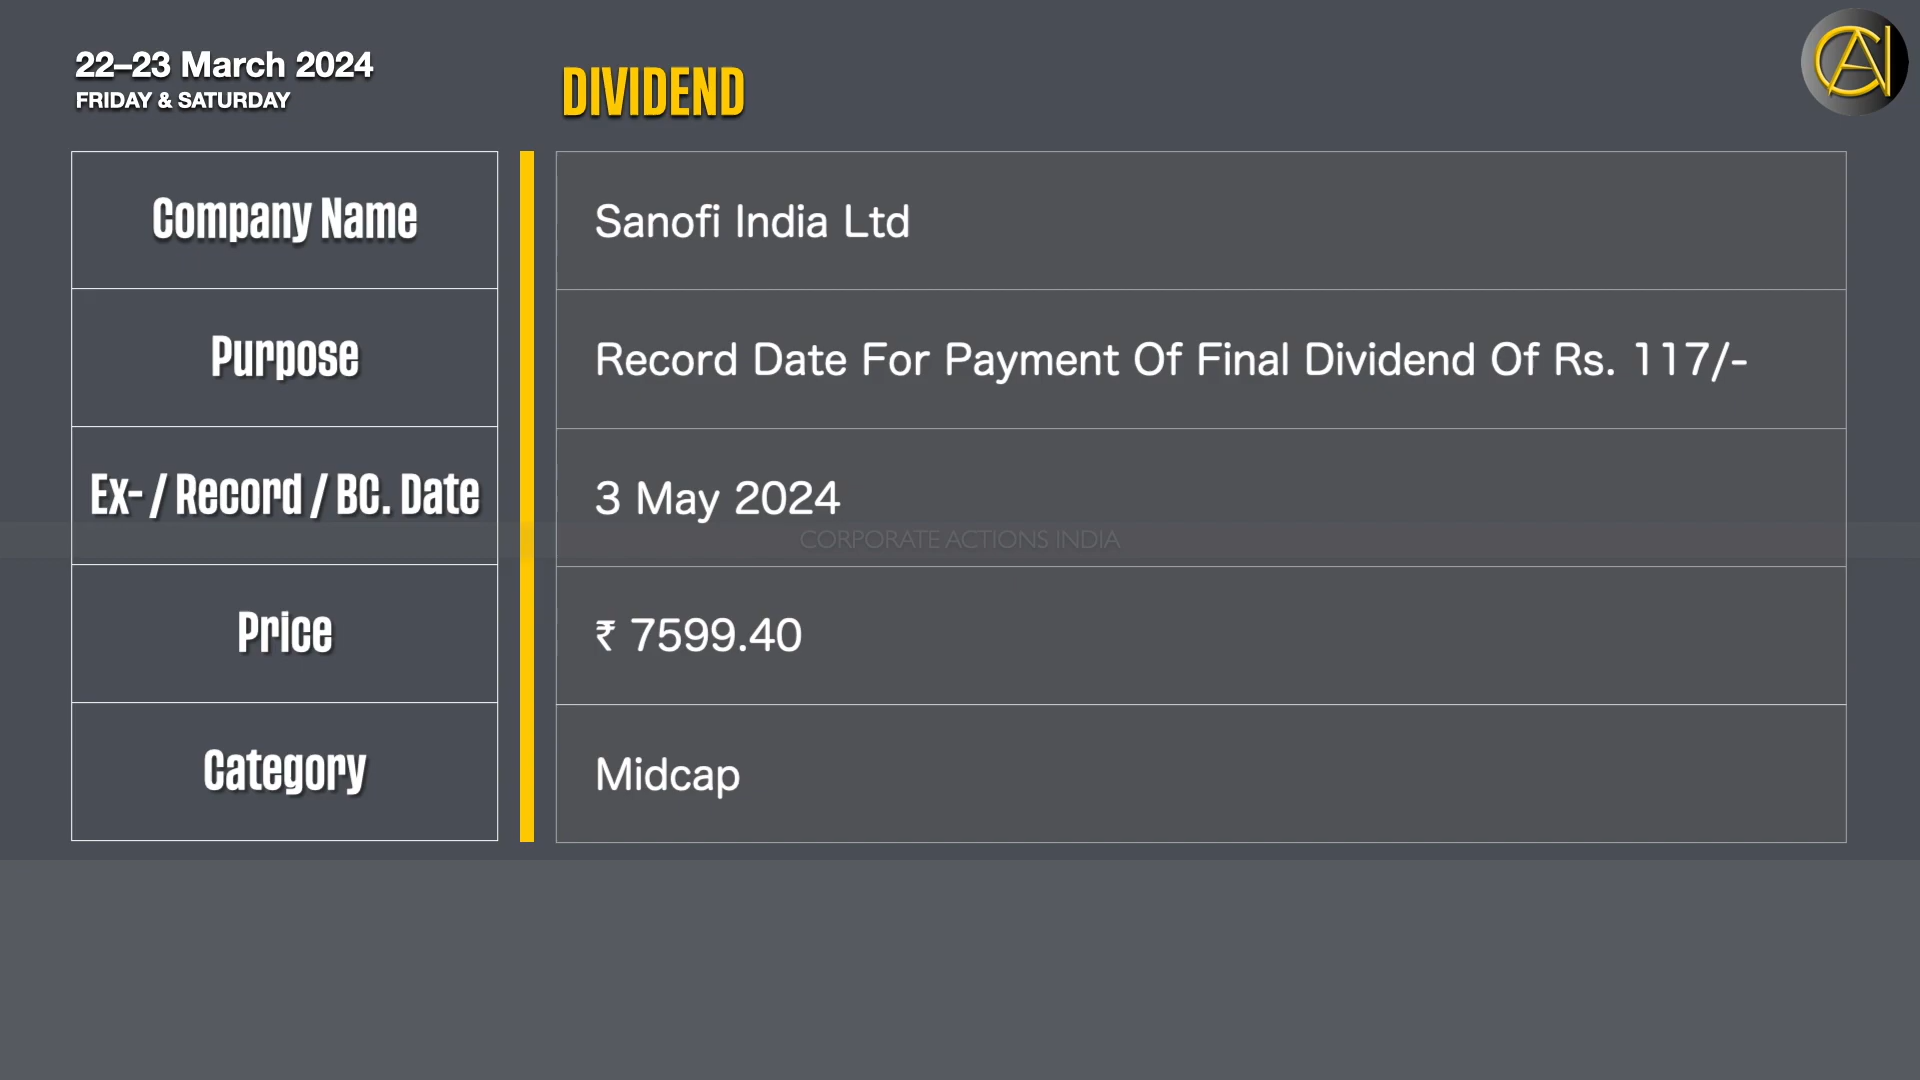 22–23 March 2024
FRIDAY & SATURDAY
DIVIDEND
CAI
Company Name
Sanofi India Ltd
Purpose
Record Date For Payment Of Final Dividend Of Rs. 117/-
Ex- / Record / BC. Date
3 May 2024
CORPORATE ACTIONS INDIA
Price
₹ 7599.40
Category
Midcap